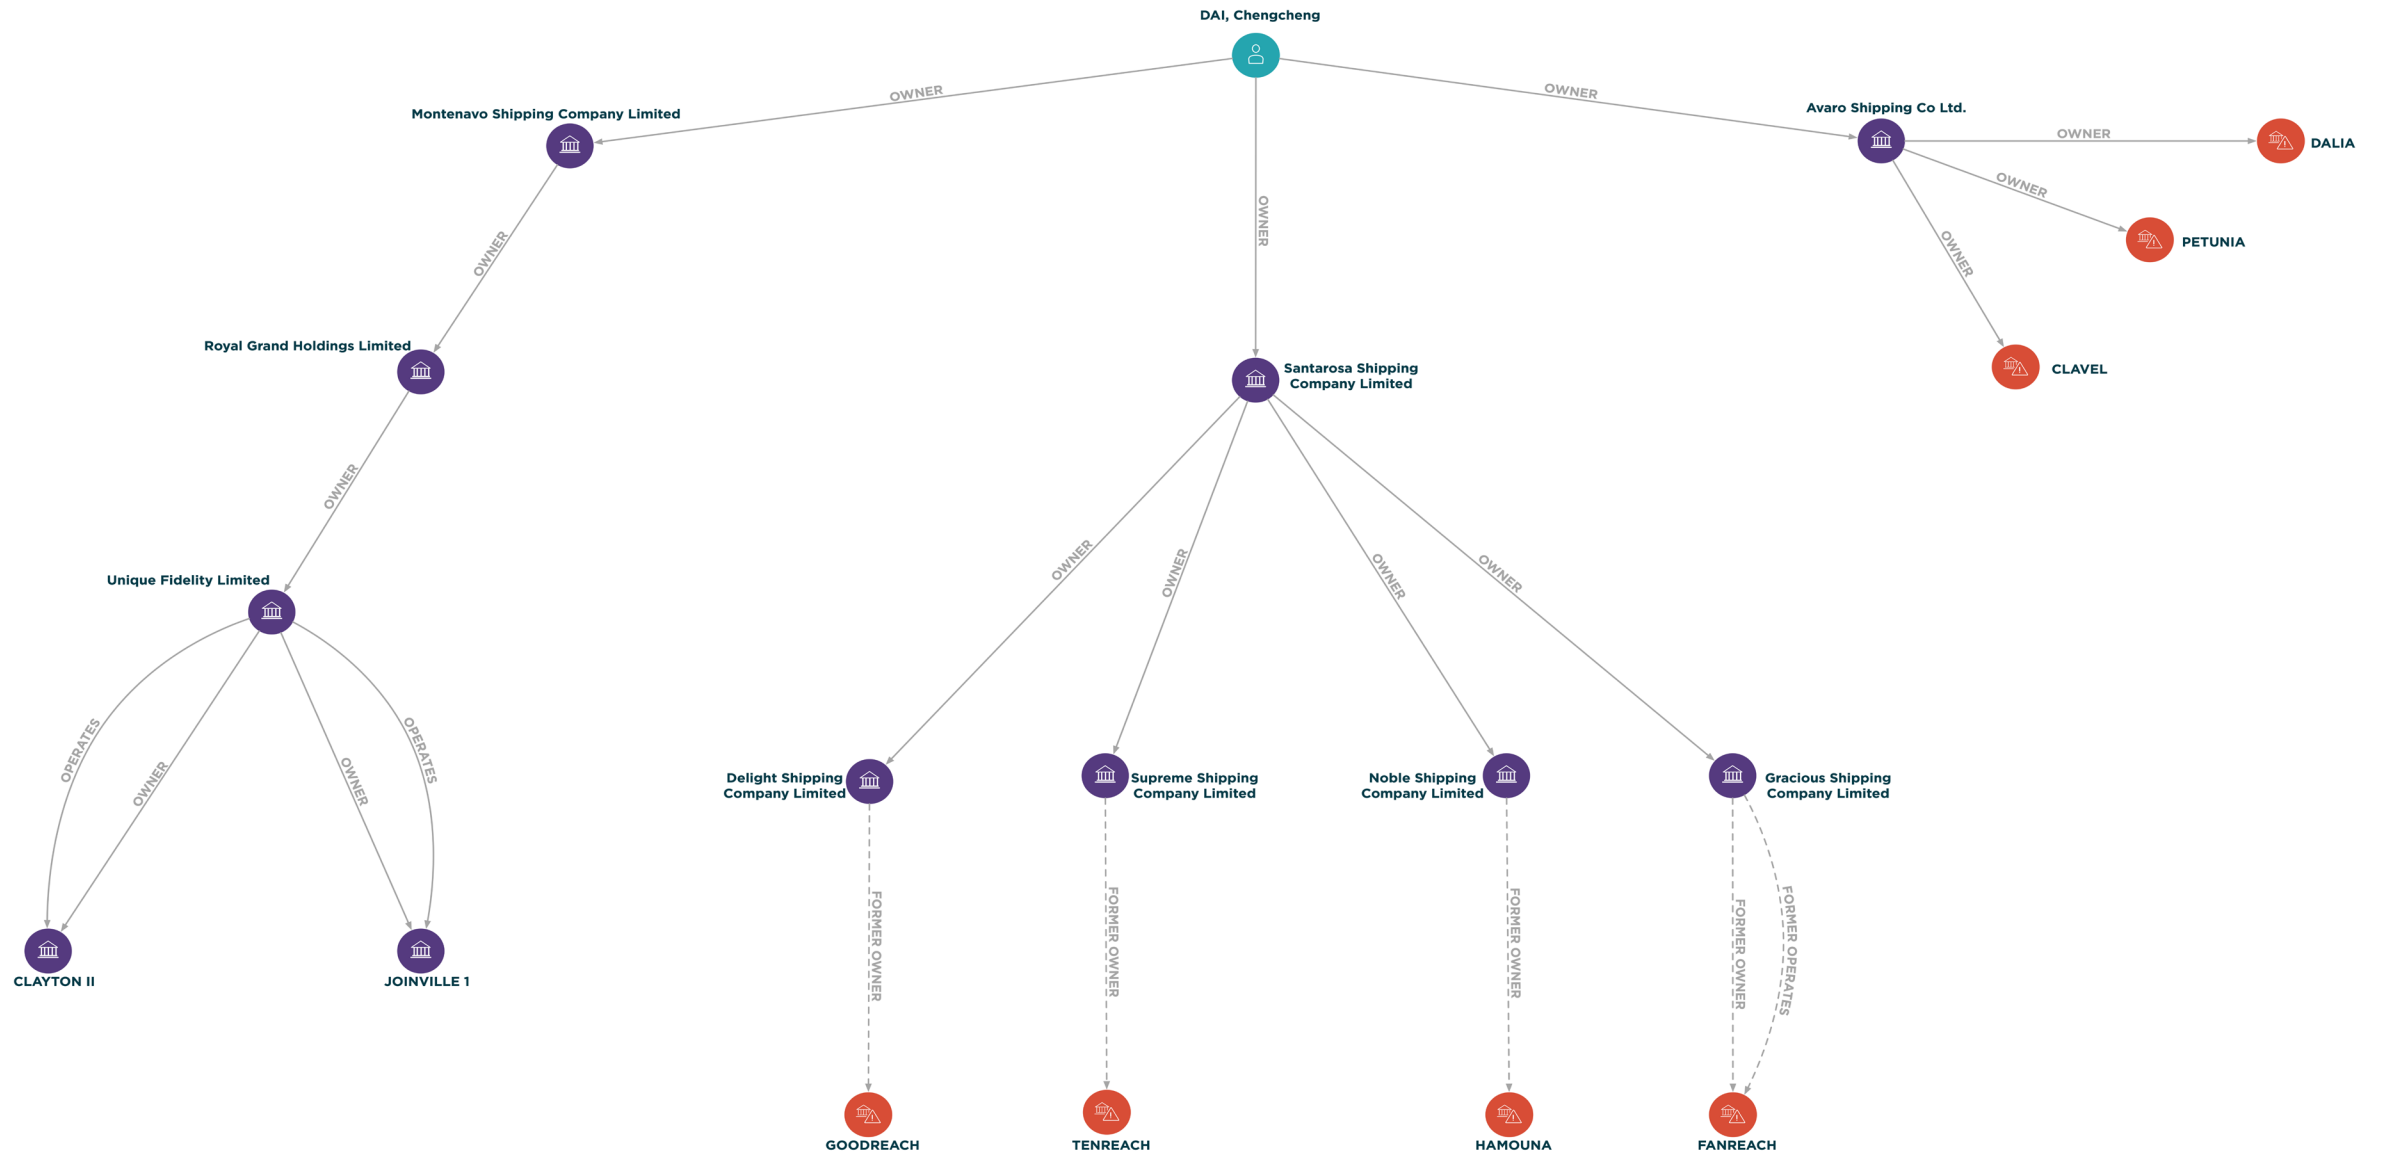 DAI, Chengcheng
OWNER
OWNER
OWNER
Montenavo Shipping Company Limited
Avaro Shipping Co Ltd.
OWNER
DALIA
OWNER
PETUNIA
OWNER
CLAVEL
OWNER
Royal Grand Holdings Limited
Santarosa Shipping
Company Limited
OWNER
OWNER
OWNER
OWNER
OWNER
Unique Fidelity Limited
OPERATES
OWNER
OWNER
OPERATES
Delight Shipping
Company Limited
Supreme Shipping
Company Limited
Noble Shipping
Company Limited
Gracious Shipping
Company Limited
FORMER OWNER
FORMER OWNER
FORMER OWNER
FORMER OWNER
FORMER OPERATES
CLAYTON II
JOINVILLE 1
GOODREACH
TENREACH
HAMOUNA
FANREACH